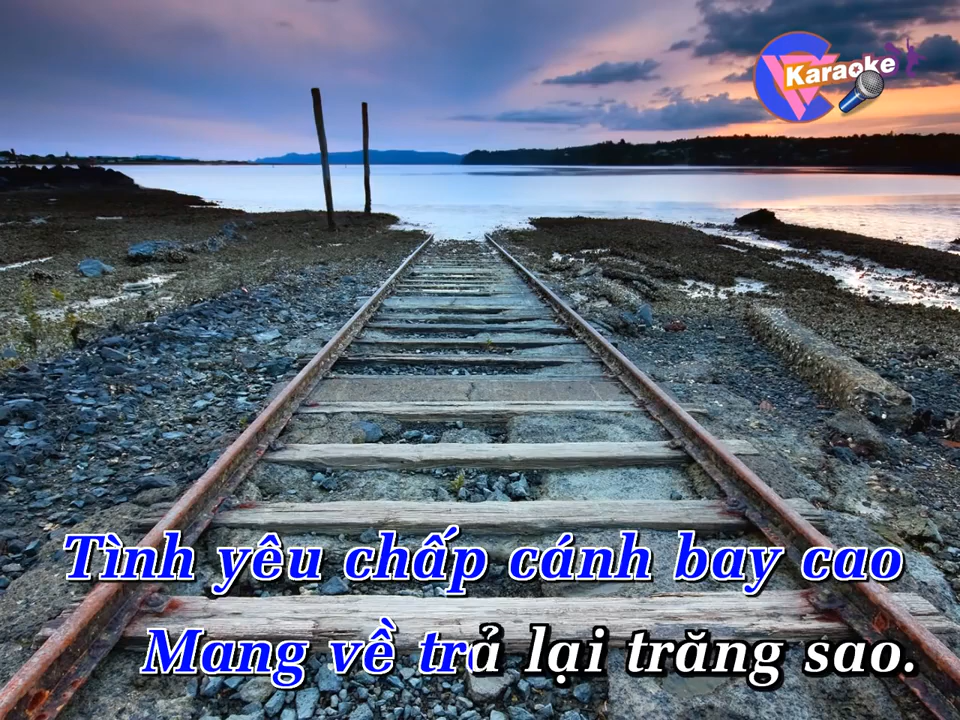 Karaoke
Tình yêu chấp cánh bay cao
Mang về trả lại trăng sao.